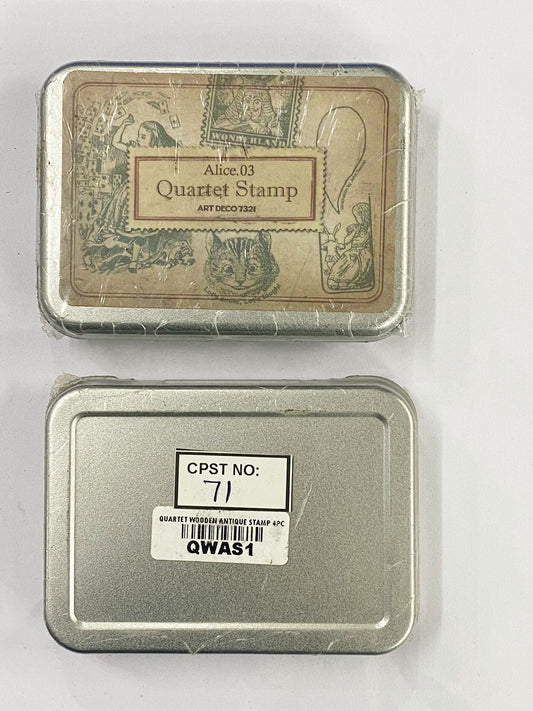 WONDERLAND
Alice.03
Quartet Stamp
ART DECO 7321
CPST NO:
71
QUARTET WOODEN ANTIQUE STAMP 4PC
QWAS1